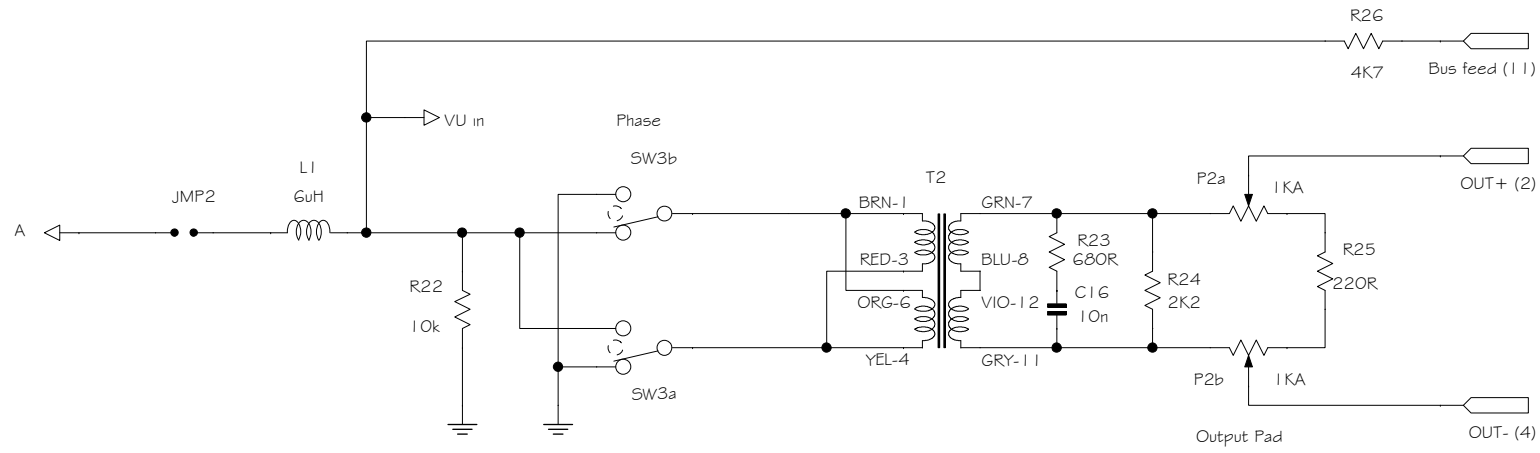 R26
4K7
Bus feed (11)
VU in
Phase
SW3b
L1
6uH
JMP2
A
T2
P2a
1KA
OUT+ (2)
BRN-1
GRN-7
R23
680R
RED-3
BLU-8
R25
220R
R22
10k
ORG-6
VIO-12
C16
10n
R24
2K2
YEL-4
GRY-11
P2b
1KA
SW3a
Output Pad
OUT- (4)